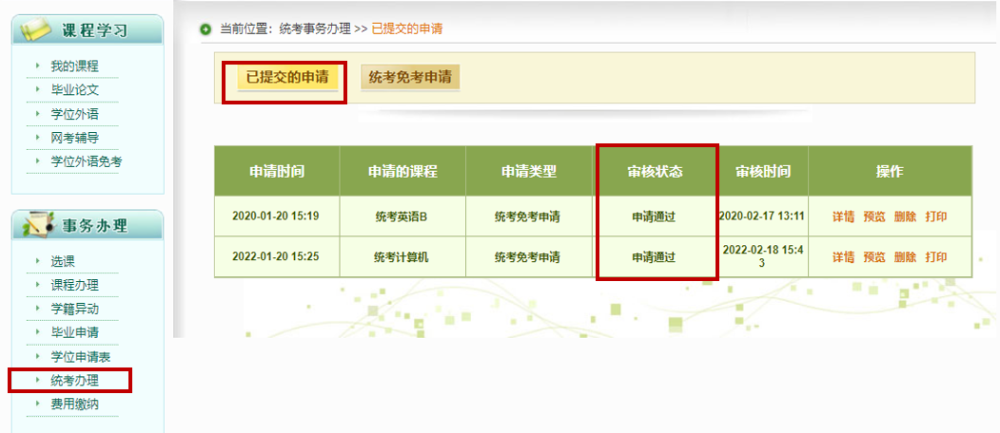 课程学习
我的课程
毕业论文
学位外语
网考辅导
学位外语免考
事务办理
选课
课程办理
学籍异动
毕业申请
学位申请表
统考办理
费用缴纳
当前位置：统考事务办理 >> 已提交的申请
已提交的申请 统考免考申请
申请时间 申请的课程 申请类型 审核状态 审核时间 操作
2020-01-20 15:19 统考英语B 统考免考申请 申请通过 2020-02-17 13:11 详情 预览 删除 打印
2022-01-20 15:25 统考计算机 统考免考申请 申请通过 2022-02-18 15:4 详情 预览 删除 打印
3